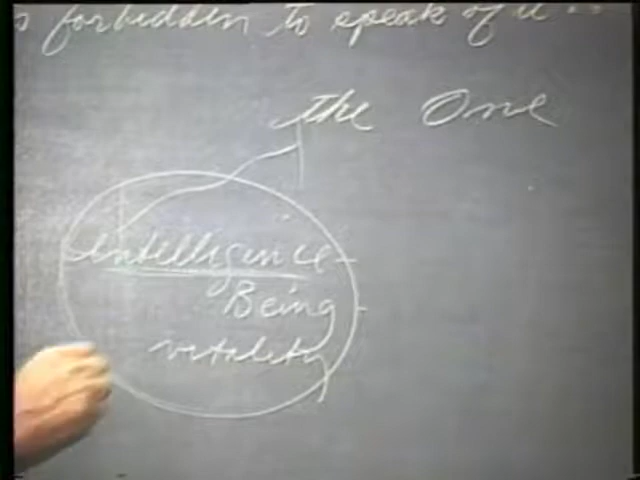 s forbidden to speak of it...
the One
intelligence-
Being-
vitality